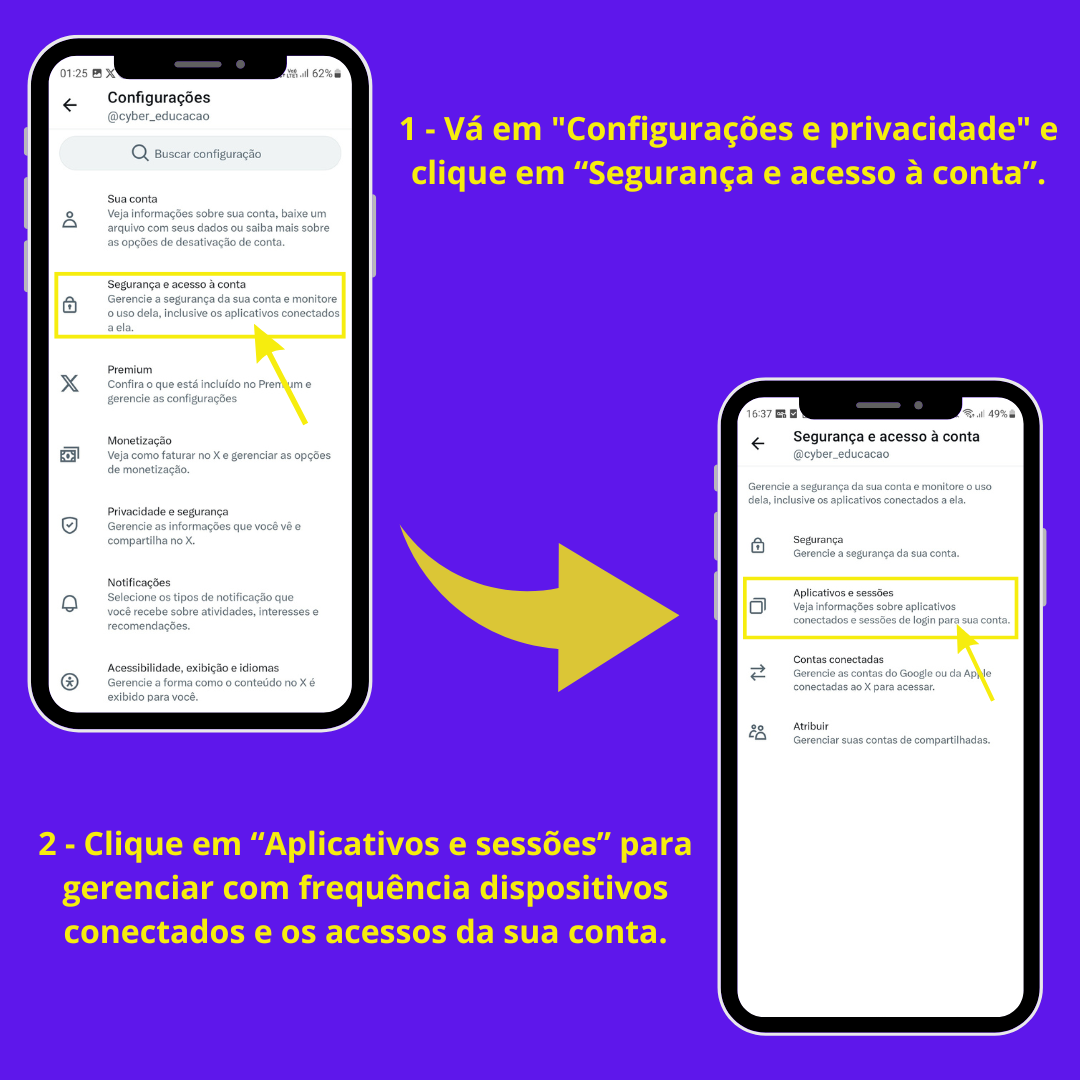 01:25
62%
Configurações
@cyber_educacao
Buscar configuração
Sua conta
Veja informações sobre sua conta, baixe um
arquivo com seus dados ou saiba mais sobre
as opções de desativação de conta.
Segurança e acesso à conta
Gerencie a segurança da sua conta e monitore
o uso dela, inclusive os aplicativos conectados
a ela.
Premium
Confira o que está incluído no Premium e
gerencie as configurações
Monetização
Veja como faturar no X e gerenciar as opções
de monetização.
Privacidade e segurança
Gerencie as informações que você vê e
compartilha no X.
Notificações
Selecione os tipos de notificação que
você recebe sobre atividades, interesses e
recomendações.
Acessibilidade, exibição e idiomas
Gerencie a forma como o conteúdo no X é
exibido para você.
1 - Vá em "Configurações e privacidade" e
clique em “Segurança e acesso à conta”.
16:37
49%
Segurança e acesso à conta
@cyber_educacao
Gerencie a segurança da sua conta e monitore o uso
dela, inclusive os aplicativos conectados a ela.
Segurança
Gerencie a segurança da sua conta.
Aplicativos e sessões
Veja informações sobre aplicativos
conectados e sessões de login para sua conta.
Contas conectadas
Gerencie as contas do Google ou da Apple
conectadas ao X para acessar.
Atribuir
Gerenciar suas contas de compartilhadas.
2 - Clique em “Aplicativos e sessões” para
gerenciar com frequência dispositivos
conectados e os acessos da sua conta.